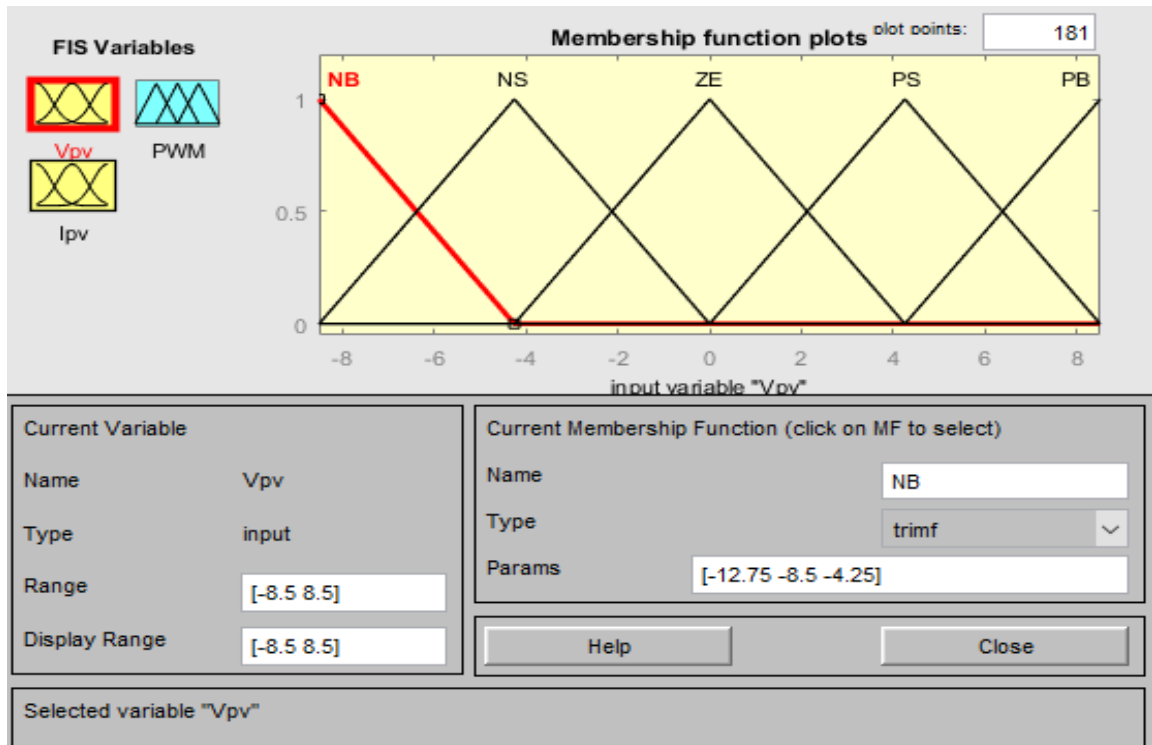 FIS Variables
Membership function plots
plot points:
181
Vpv
PWM
Ipv
NB
NS
ZE
PS
PB
1
0.5
0
-8
-6
-4
-2
0
2
4
6
8
input variable "Vpv"
Current Variable
Name
Vpv
Type
input
Range
[-8.5 8.5]
Display Range
[-8.5 8.5]
Current Membership Function (click on MF to select)
Name
NB
Type
trimf
Params
[-12.75 -8.5 -4.25]
Help
Close
Selected variable "Vpv"